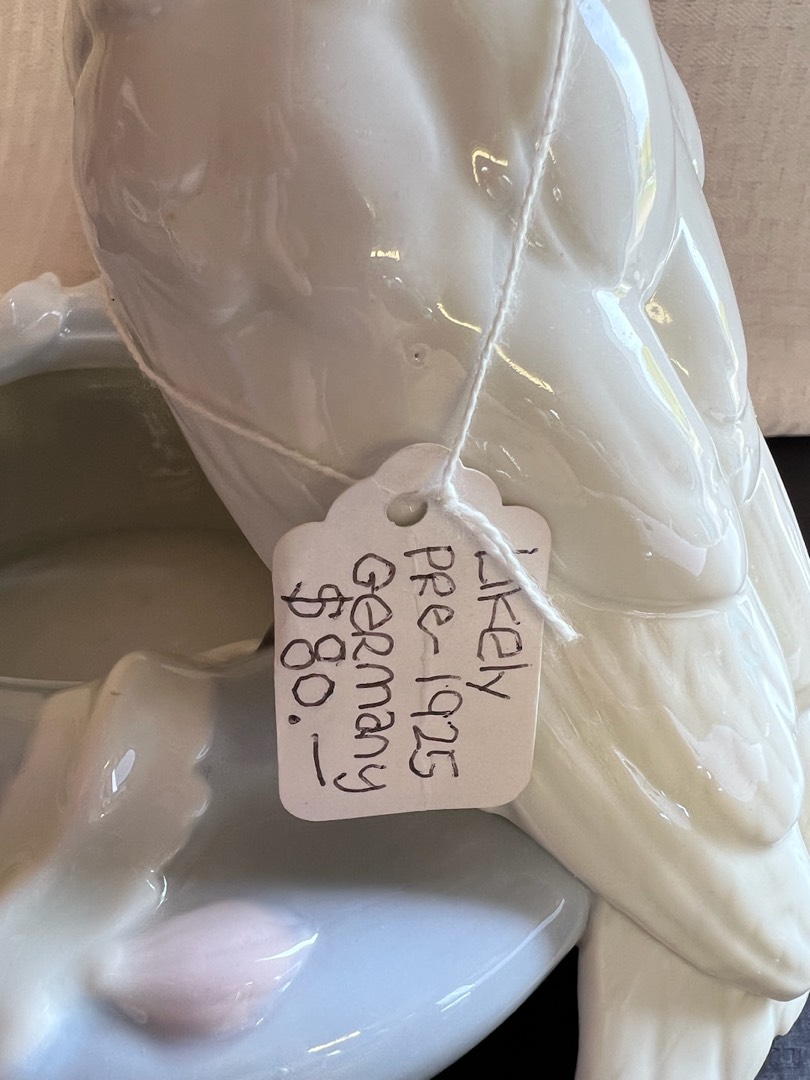 Likely
PRe-1925
GeRmany
$80.—